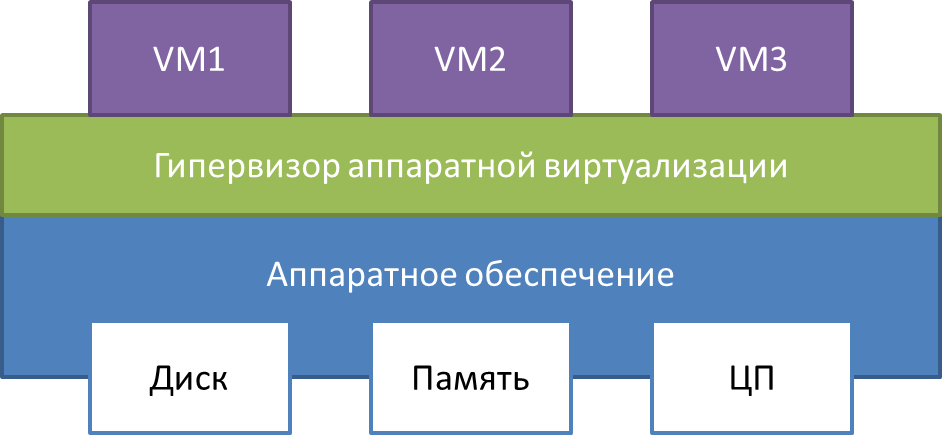 VM1
VM2
VM3
Гипервизор аппаратной виртуализации
Аппаратное обеспечение
Диск
Память
ЦП